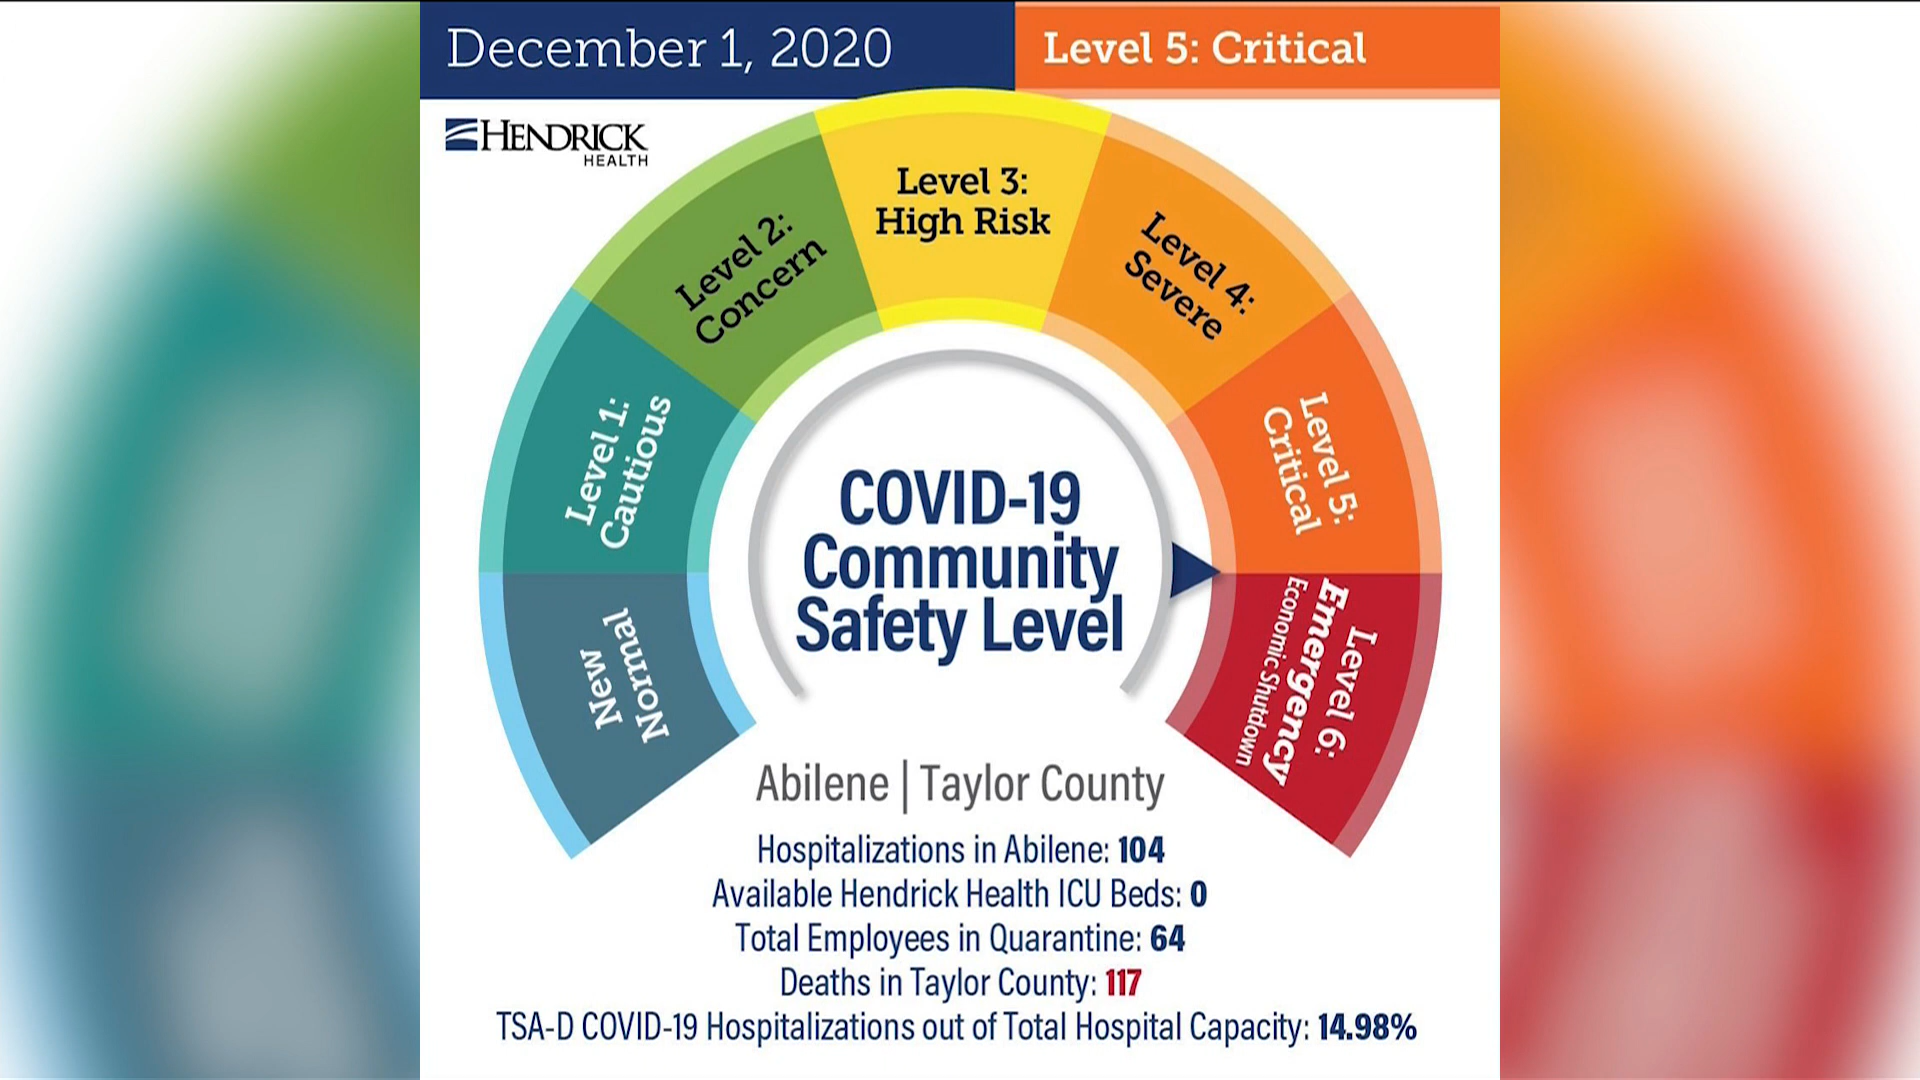 December 1, 2020
Level 5: Critical
HENDRICK
HEALTH
New
Normal
Level 1:
Cautious
Level 2:
Concern
Level 3:
High Risk
Level 4:
Severe
Level 5:
Critical
Level 6:
Emergency
Economic Shutdown
COVID-19
Community
Safety Level
Abilene | Taylor County
Hospitalizations in Abilene: 104
Available Hendrick Health ICU Beds: 0
Total Employees in Quarantine: 64
Deaths in Taylor County: 117
TSA-D COVID-19 Hospitalizations out of Total Hospital Capacity: 14.98%